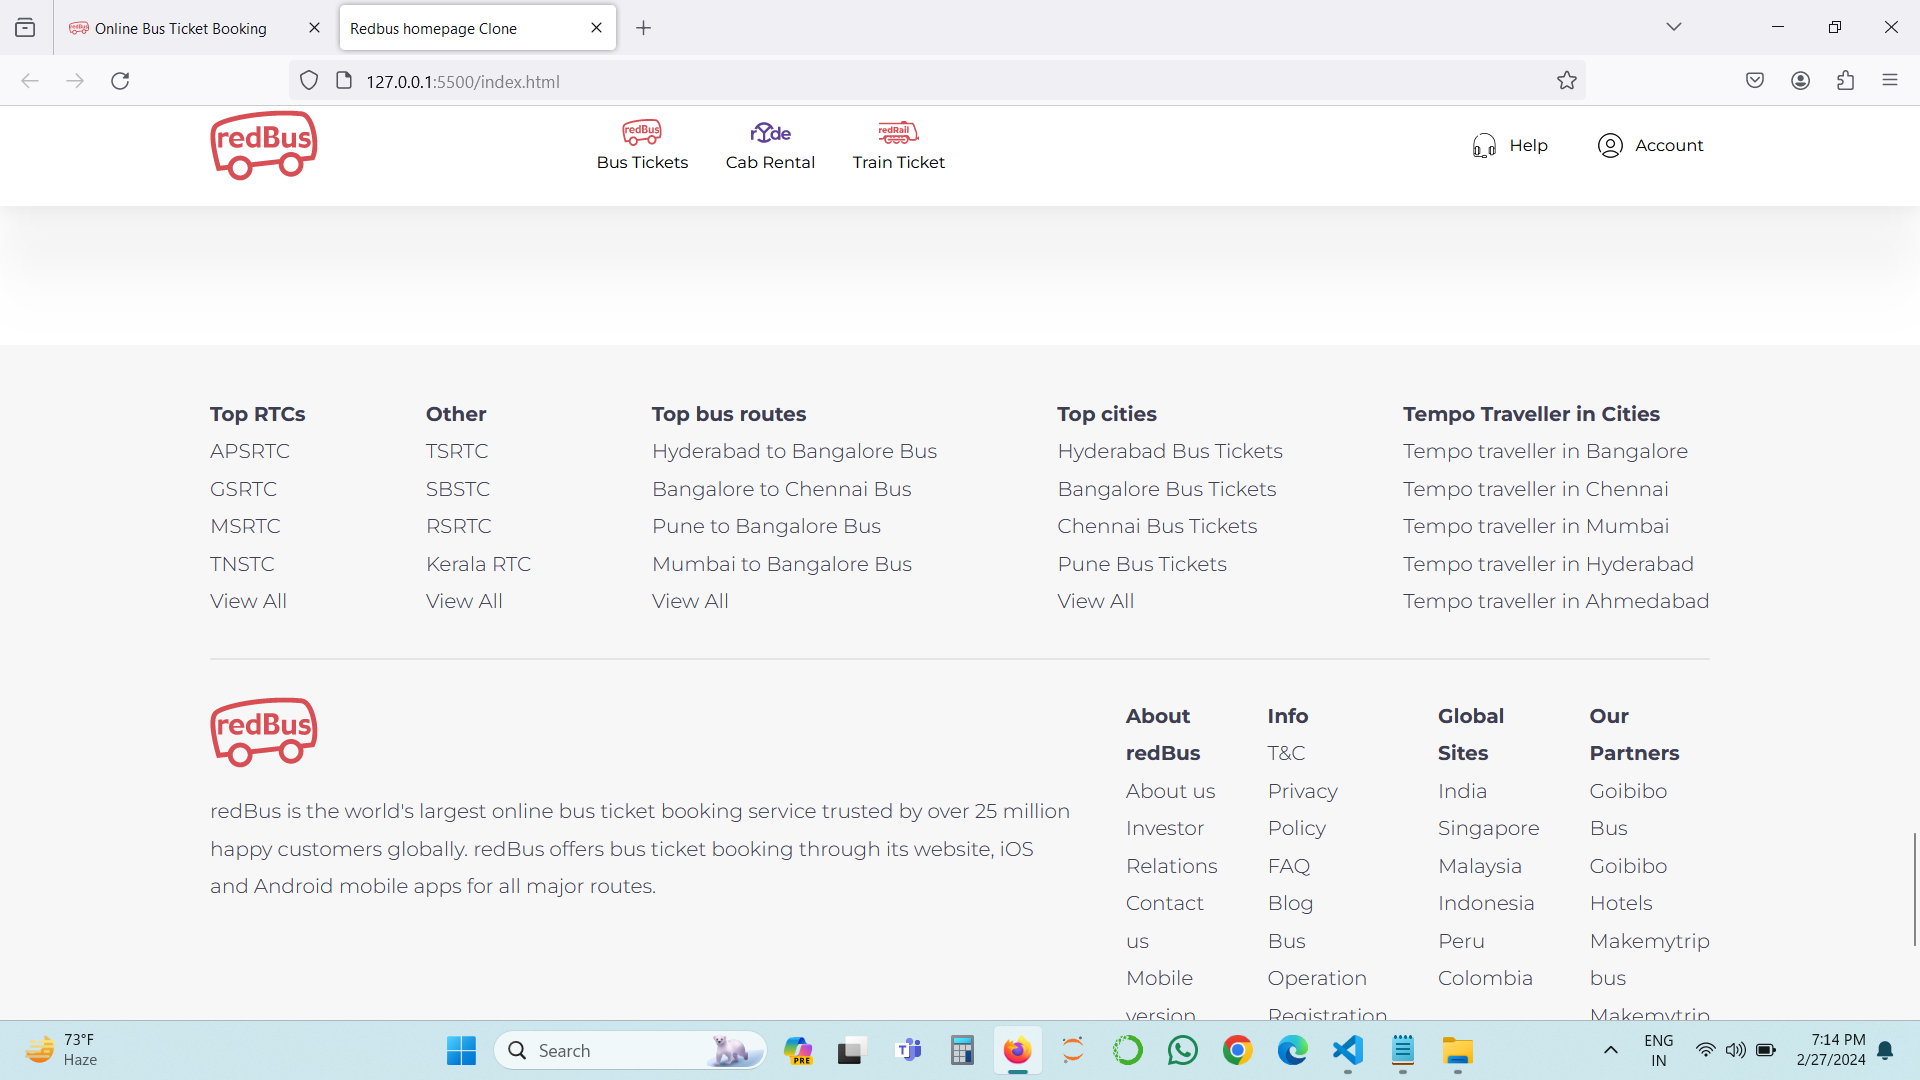 Online Bus Ticket Booking
Redbus homepage Clone
127.0.0.1:5500/index.html
redBus
redBus
Bus Tickets
ryde
Cab Rental
redRail
Train Ticket
Help
Account
Top RTCs
APSRTC
GSRTC
MSRTC
TNSTC
View All
Other
TSRTC
SBSTC
RSRTC
Kerala RTC
View All
Top bus routes
Hyderabad to Bangalore Bus
Bangalore to Chennai Bus
Pune to Bangalore Bus
Mumbai to Bangalore Bus
View All
Top cities
Hyderabad Bus Tickets
Bangalore Bus Tickets
Chennai Bus Tickets
Pune Bus Tickets
View All
Tempo Traveller in Cities
Tempo traveller in Bangalore
Tempo traveller in Chennai
Tempo traveller in Mumbai
Tempo traveller in Hyderabad
Tempo traveller in Ahmedabad
redBus
redBus is the world's largest online bus ticket booking service trusted by over 25 million
happy customers globally. redBus offers bus ticket booking through its website, iOS
and Android mobile apps for all major routes.
About
redBus
About us
Investor
Relations
Contact
us
Mobile
version
Info
T&C
Privacy
Policy
FAQ
Blog
Bus
Operation
Registration
Global
Sites
India
Singapore
Malaysia
Indonesia
Peru
Colombia
Our
Partners
Goibibo
Bus
Goibibo
Hotels
Makemytrip
bus
Makemytrip
73°F
Haze
Search
PRE
ENG
IN
7:14 PM
2/27/2024